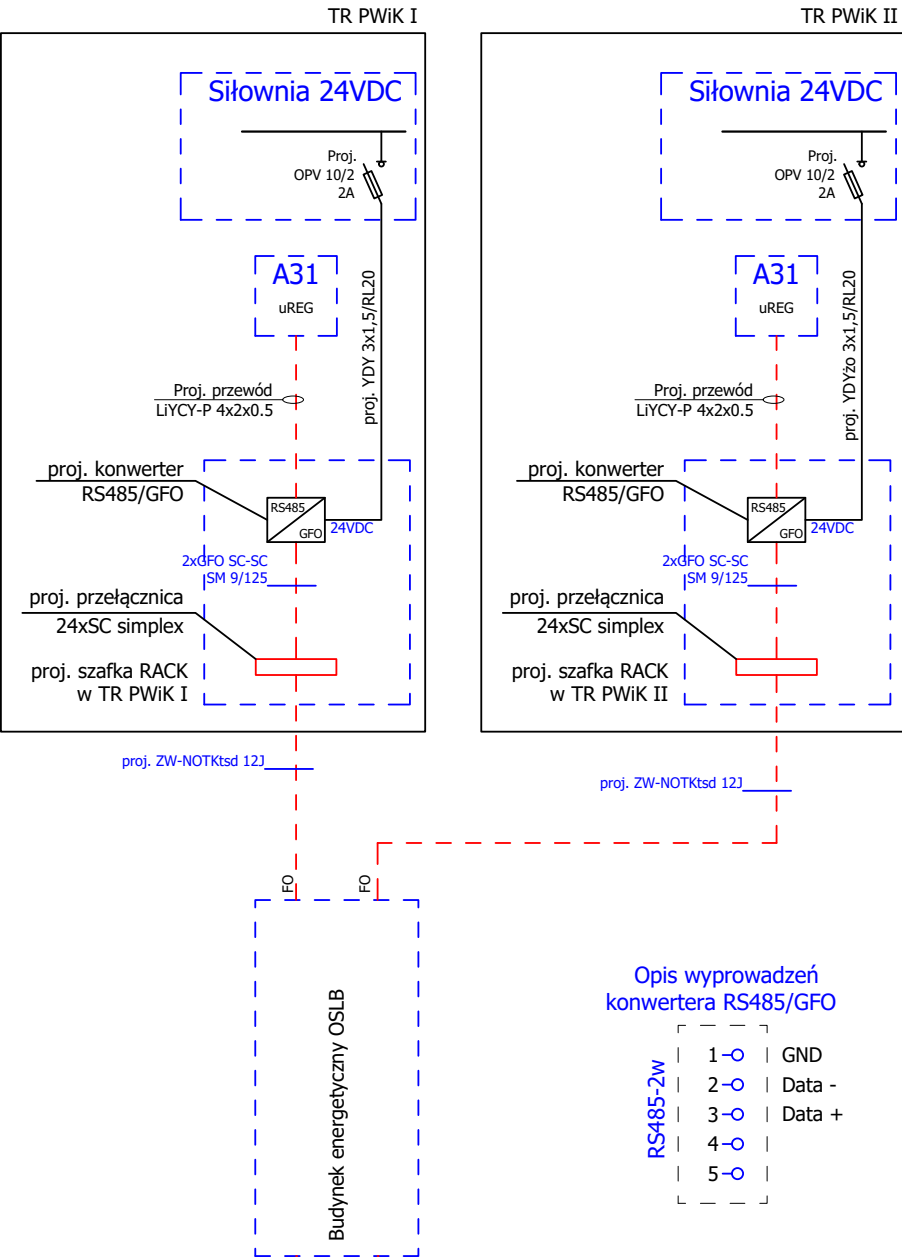 TR PWiK I
Siłownia 24VDC
Proj.
OPV 10/2
2A
A31
uREG
proj. YDY 3x1,5/RL20
Proj. przewód
LiYCY-P 4x2x0.5
proj. konwerter
RS485/GFO
RS485
GFO
24VDC
2xGFO SC-SC
SM 9/125
proj. przełącznica
24xSC simplex
proj. szafka RACK
w TR PWiK I
proj. ZW-NOTKtsd 12J
TR PWiK II
Siłownia 24VDC
Proj.
OPV 10/2
2A
A31
uREG
proj. YDYżo 3x1,5/RL20
Proj. przewód
LiYCY-P 4x2x0.5
proj. konwerter
RS485/GFO
RS485
GFO
24VDC
2xGFO SC-SC
SM 9/125
proj. przełącznica
24xSC simplex
proj. szafka RACK
w TR PWiK II
proj. ZW-NOTKtsd 12J
FO
FO
Budynek energetyczny OSLB
Opis wyprowadzeń
konwertera RS485/GFO
RS485-2w
1 GND
2 Data -
3 Data +
4
5